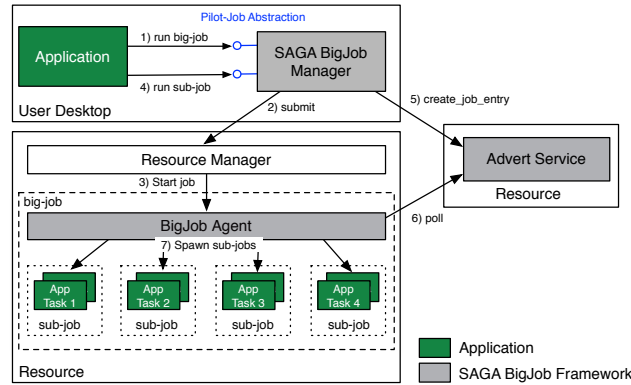 Pilot-Job Abstraction
1) run big-job
Application
SAGA BigJob
Manager
4) run sub-job
User Desktop
2) submit
5) create_job_entry
Resource Manager
Advert Service
3) Start job
Resource
big-job
BigJob Agent
6) poll
7) Spawn sub-jobs
App
Task 1
App
Task 2
App
Task 3
App
Task 4
sub-job
sub-job
sub-job
sub-job
Application
Resource
SAGA BigJob Framework